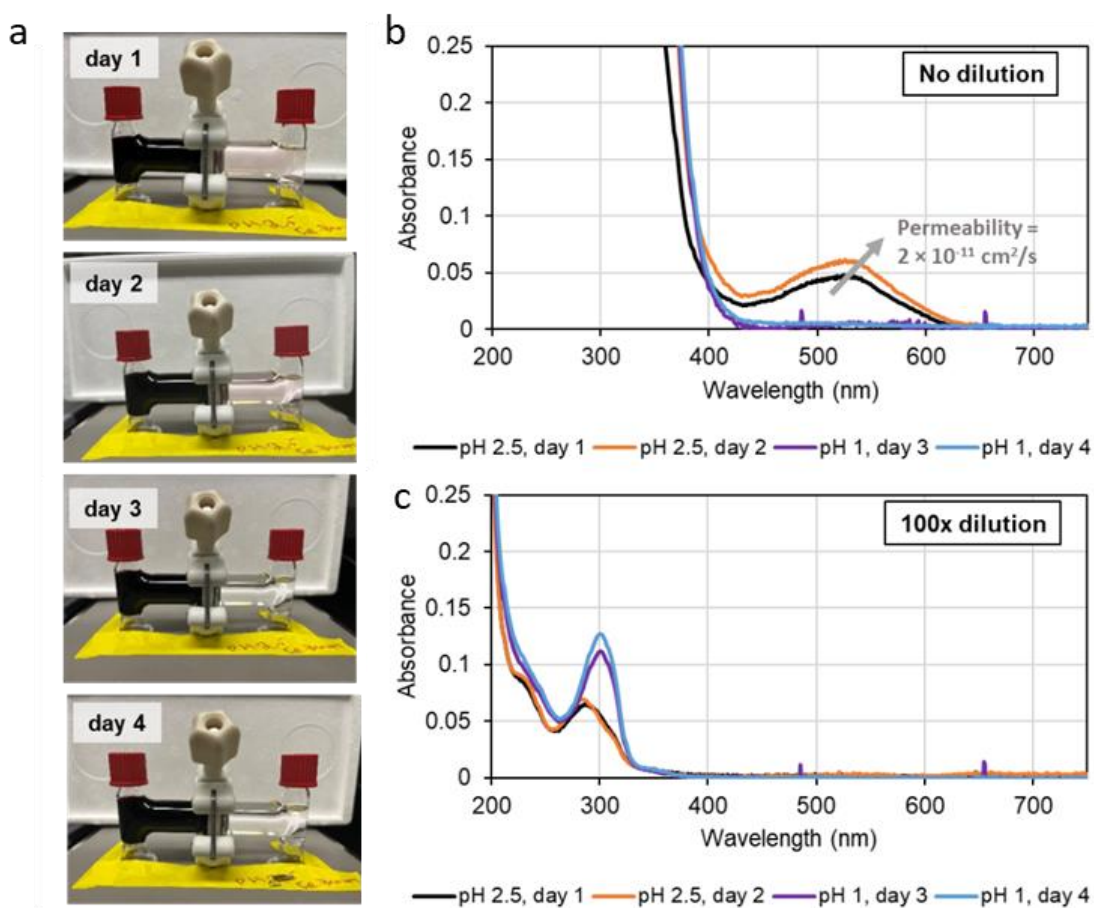 a
day 1
day 2
day 3
day 4
b
No dilution
0.25
0.2
0.15
0.1
0.05
0
Absorbance
Permeability =
2 × 10⁻¹¹ cm²/s
200 300 400 500 600 700
Wavelength (nm)
pH 2.5, day 1 pH 2.5, day 2 pH 1, day 3 pH 1, day 4
c
100x dilution
0.25
0.2
0.15
0.1
0.05
0
Absorbance
200 300 400 500 600 700
Wavelength (nm)
pH 2.5, day 1 pH 2.5, day 2 pH 1, day 3 pH 1, day 4